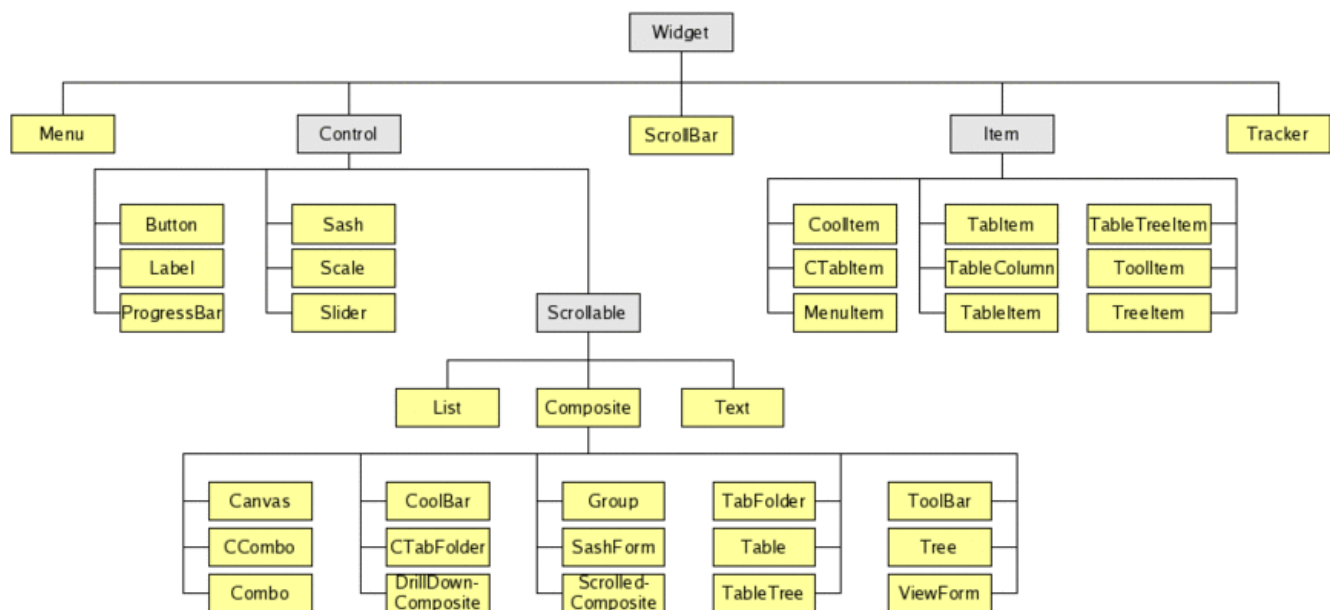 Widget
Menu
Control
ScrollBar
Item
Tracker
Button
Sash
CoolItem
TabItem
TableTreeItem
Label
Scale
CTabItem
TableColumn
ToolItem
ProgressBar
Slider
Scrollable
MenuItem
TableItem
TreeItem
List
Composite
Text
Canvas
CoolBar
Group
TabFolder
ToolBar
CCombo
CTabFolder
SashForm
Table
Tree
Combo
DrillDown-
Composite
Scrolled-
Composite
TableTree
ViewForm